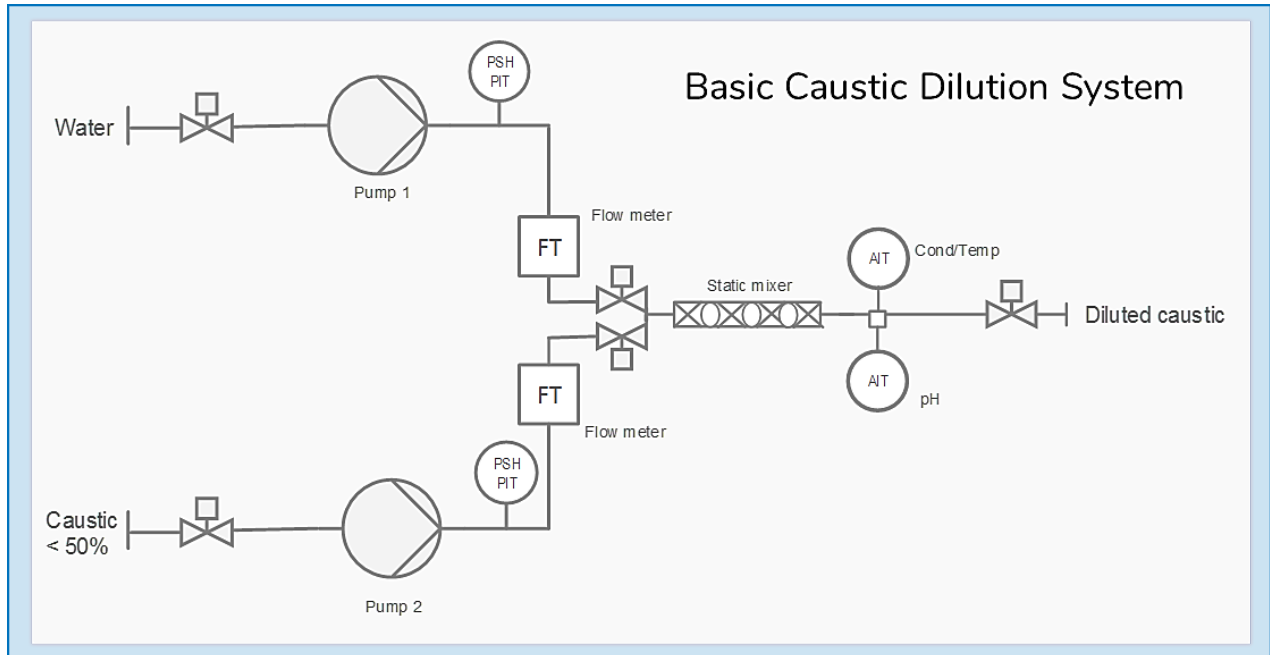 Basic Caustic Dilution System
PSH
PIT
Water
Pump 1
Flow meter
FT
Cond/Temp
AIT
Static mixer
Diluted caustic
FT
AIT
pH
Flow meter
PSH
PIT
Caustic
< 50%
Pump 2